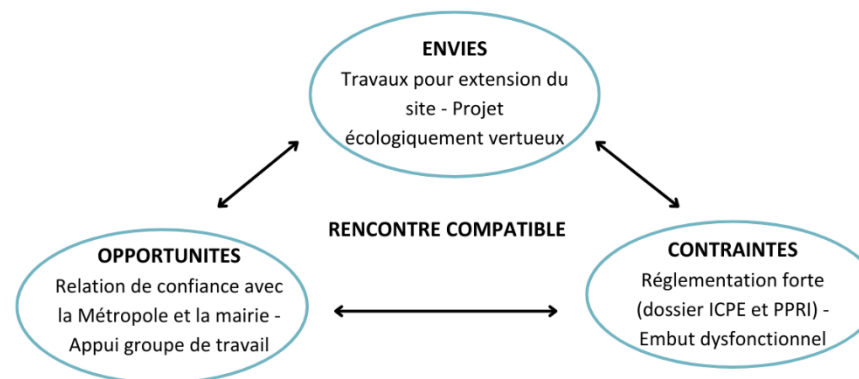 ENVIES
Travaux pour extension du
site - Projet
écologiquement vertueux
RENCONTRE COMPATIBLE
OPPORTUNITES
Relation de confiance avec
la Métropole et la mairie -
Appui groupe de travail
CONTRAINTES
Réglementation forte
(dossier ICPE et PPRI) -
Embut dysfonctionnel